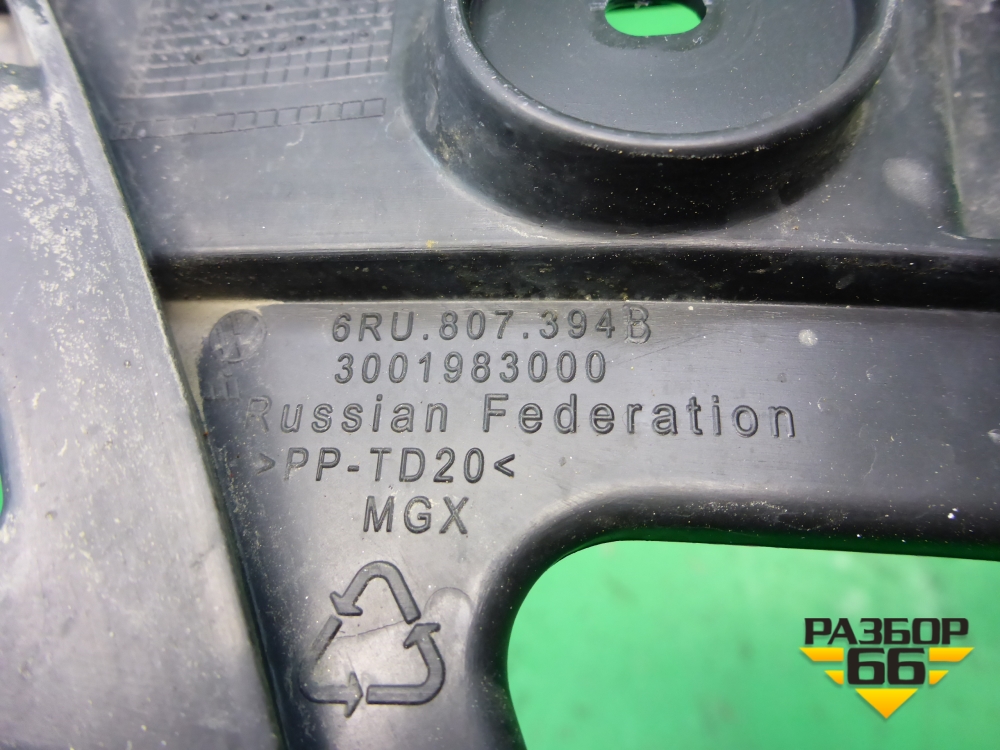 6RU.807.394B
3001983000
Russian Federation
>PP-TD20<
MGX
РАЗБОР
66